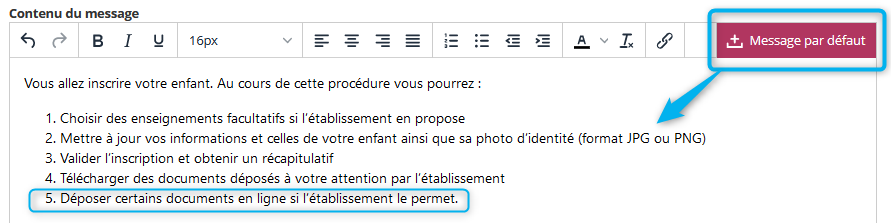 Contenu du message
B I U 16px A Message par défaut
Vous allez inscrire votre enfant. Au cours de cette procédure vous pourrez :
1. Choisir des enseignements facultatifs si l'établissement en propose
2. Mettre à jour vos informations et celles de votre enfant ainsi que sa photo d'identité (format JPG ou PNG)
3. Valider l'inscription et obtenir un récapitulatif
4. Télécharger des documents déposés à votre attention par l'établissement
5. Déposer certains documents en ligne si l'établissement le permet.